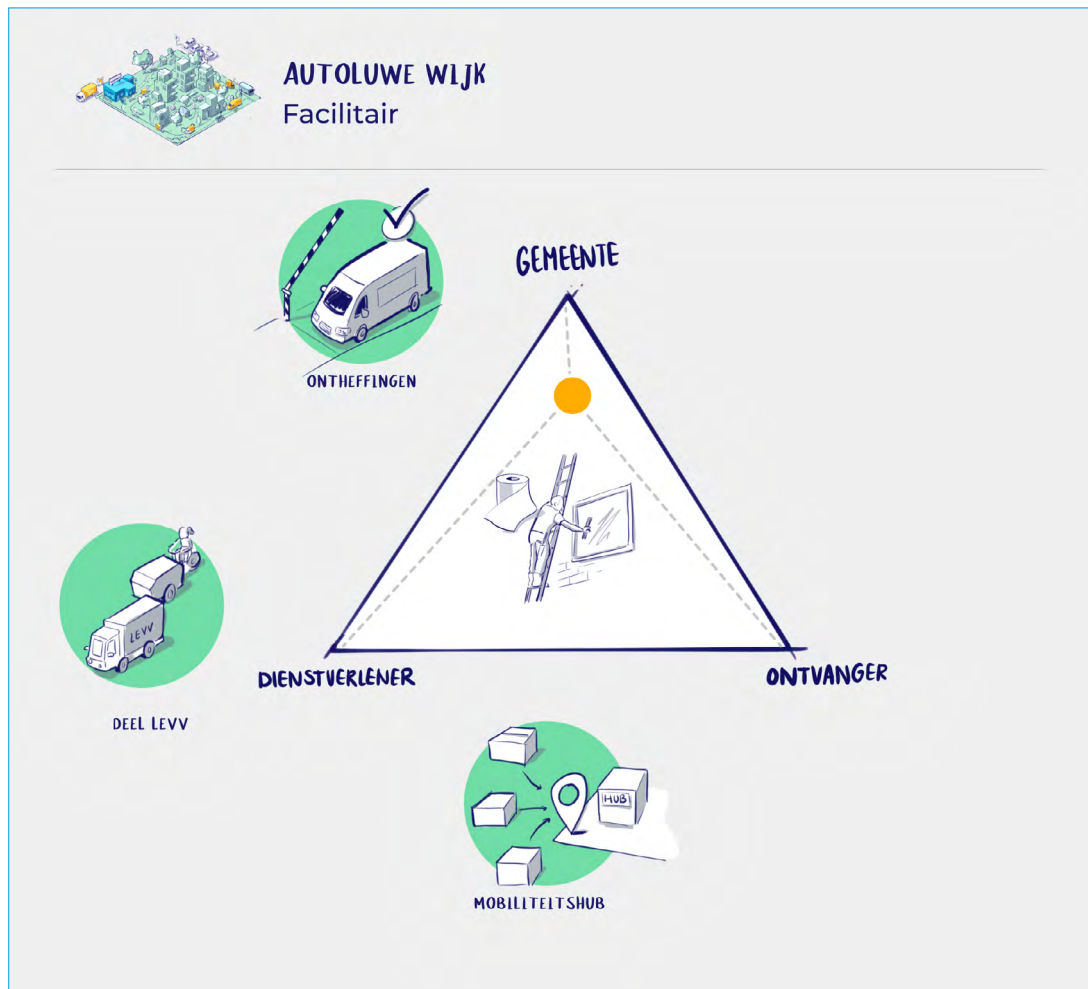 AUTOLUWE WIJK
Facilitair
GEMEENTE
ONTHEFFINGEN
LEVV
DIENSTVERLENER
ONTVANGER
DEEL LEVV
HUB
MOBILITEITSHUB